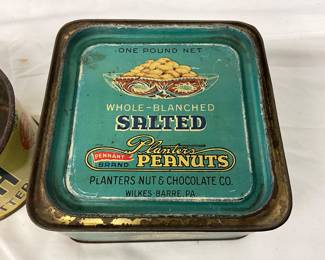 ONE POUND NET
WHOLE-BLANCHED
SALTED
Planters
PENNANT BRAND PEANUTS
PLANTERS NUT & CHOCOLATE CO.
WILKES-BARRE, PA.